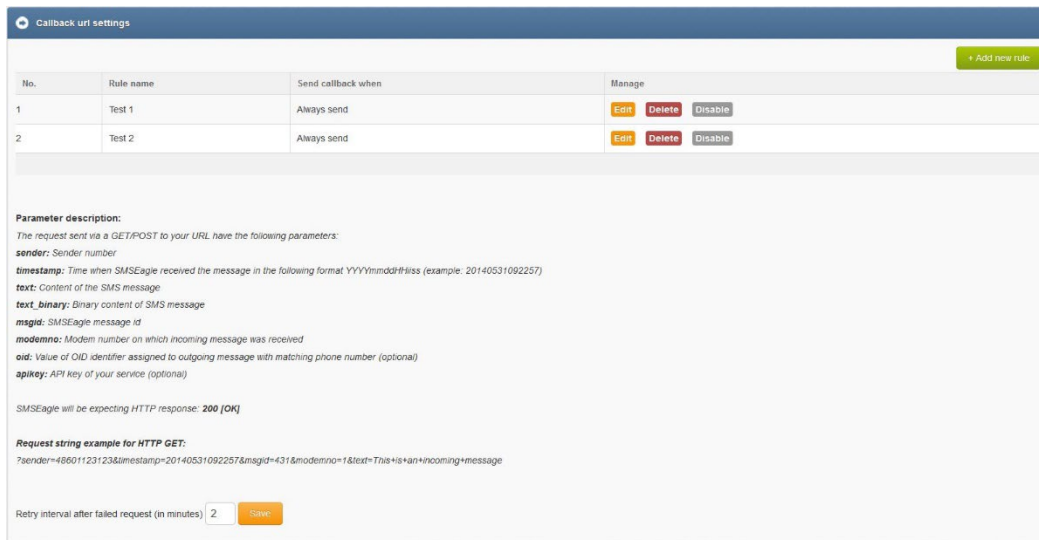 Callback url settings
+ Add new rule
No. Rule name Send callback when Manage
1 Test 1 Always send Edit Delete Disable
2 Test 2 Always send Edit Delete Disable
Parameter description:
The request sent via a GET/POST to your URL have the following parameters:
sender: Sender number
timestamp: Time when SMSEagle received the message in the following format YYYYmmddHHiiss (example: 20140531092257)
text: Content of the SMS message
text_binary: Binary content of SMS message
msgid: SMSEagle message id
modemno: Modem number on which incoming message was received
oid: Value of OID identifier assigned to outgoing message with matching phone number (optional)
apikey: API key of your service (optional)
SMSEagle will be expecting HTTP response: 200 [OK]
Request string example for HTTP GET:
?sender=48601123123&timestamp=20140531092257&msgid=431&modemno=1&text=This+is+an+incoming+message
Retry interval after failed request (in minutes) 2 Save